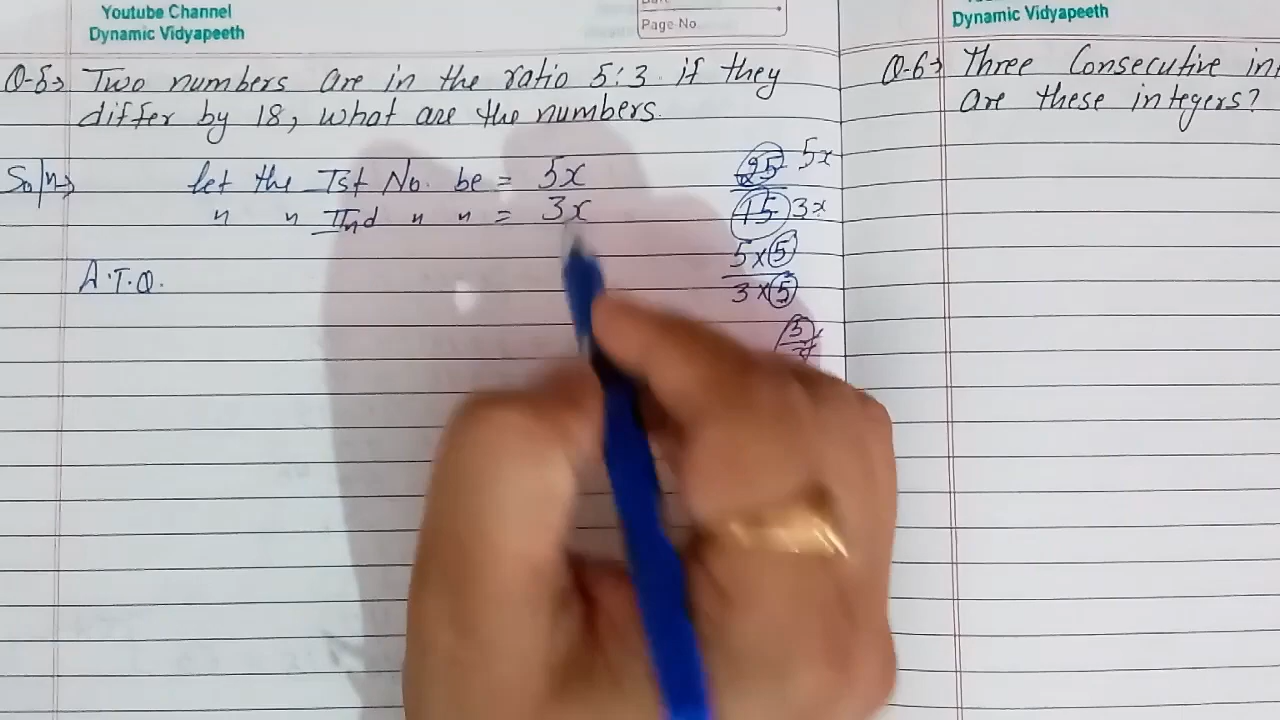 Youtube Channel
Dynamic Vidyapeeth
Page No
Dynamic Vidyapeeth
Q-5→ Two numbers are in the ratio 5:3. if they
differ by 18, what are the numbers.
Soln→ let the Ist No. be = 5x
" " IInd " " = 3x
A.T.Q.
25 5x
15 3x
5x5
3x5
Q-6→ Three Consecutive in
are these integers?